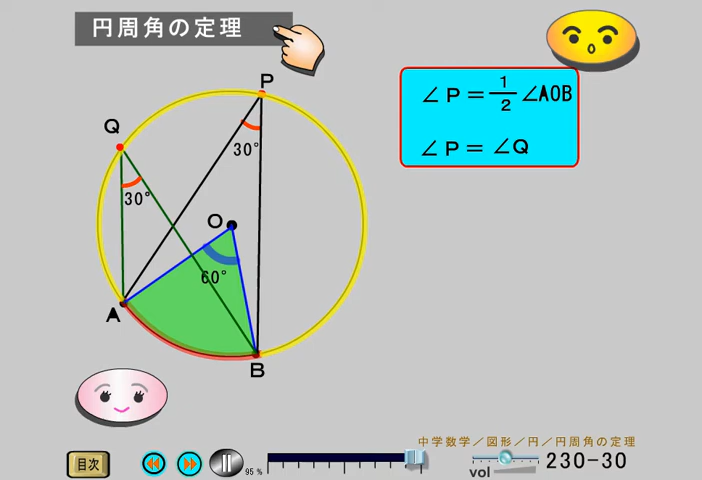 円周角の定理
∠P＝1/2∠AOB
∠P＝∠Q
P
Q
30°
30°
O
60°
A
B
中学数学／図形／円／円周角の定理
目次
95 %
vol
230-30